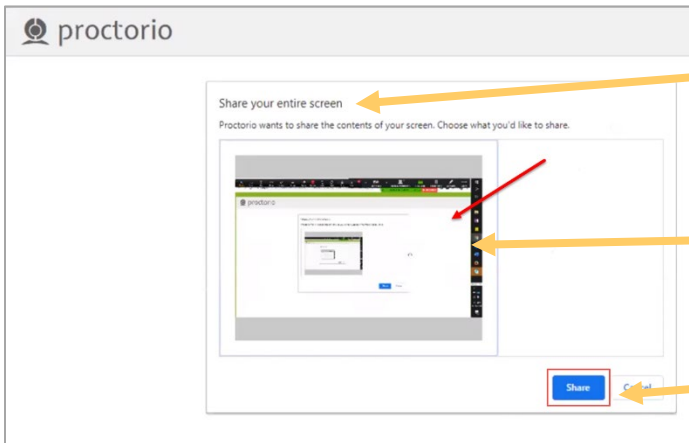 proctorio
Share your entire screen
Proctorio wants to share the contents of your screen. Choose what you'd like to share.
proctorio
Share